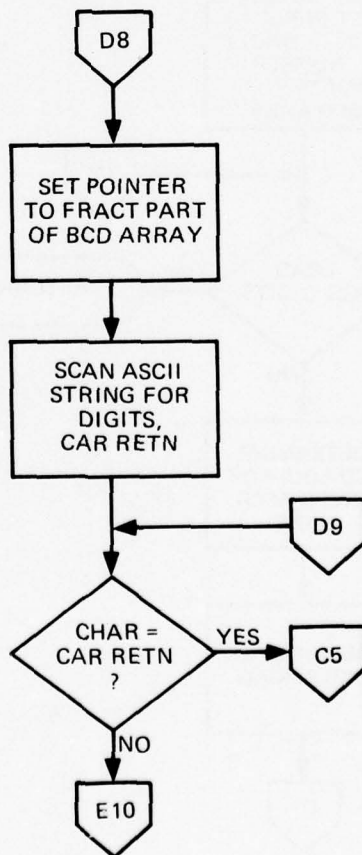 D8
SET POINTER
TO FRACT PART
OF BCD ARRAY
SCAN ASCII
STRING FOR
DIGITS,
CAR RETN
D9
CHAR =
CAR RETN
?
YES
C5
NO
E10